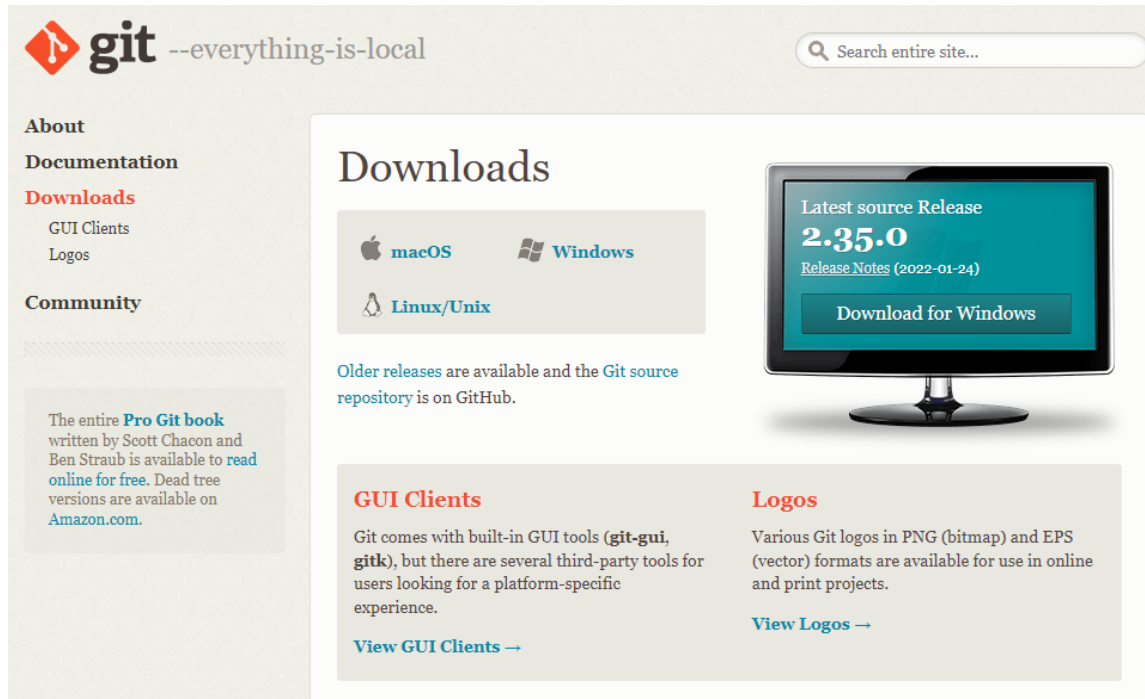 git --everything-is-local
Search entire site...
About
Documentation
Downloads
GUI Clients
Logos
Community
The entire Pro Git book
written by Scott Chacon and
Ben Straub is available to read
online for free. Dead tree
versions are available on
Amazon.com.
Downloads
macOS
Windows
Linux/Unix
Older releases are available and the Git source
repository is on GitHub.
Latest source Release
2.35.0
Release Notes (2022-01-24)
Download for Windows
GUI Clients
Git comes with built-in GUI tools (git-gui,
gitk), but there are several third-party tools for
users looking for a platform-specific
experience.
View GUI Clients →
Logos
Various Git logos in PNG (bitmap) and EPS
(vector) formats are available for use in online
and print projects.
View Logos →